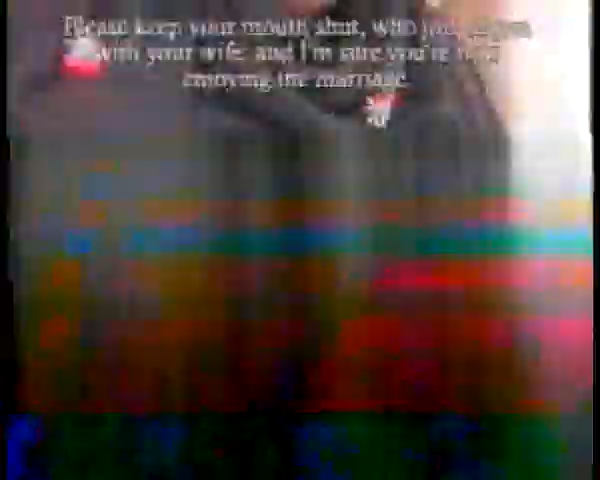 Please keep your mouth shut, who
with your wife, and I'm sure you're
enjoying the marriage